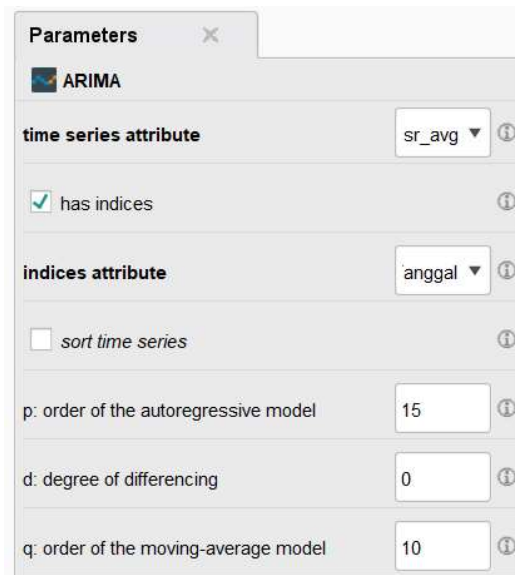 Parameters
ARIMA
time series attribute sr_avg
has indices
indices attribute anggal
sort time series
p: order of the autoregressive model 15
d: degree of differencing 0
q: order of the moving-average model 10